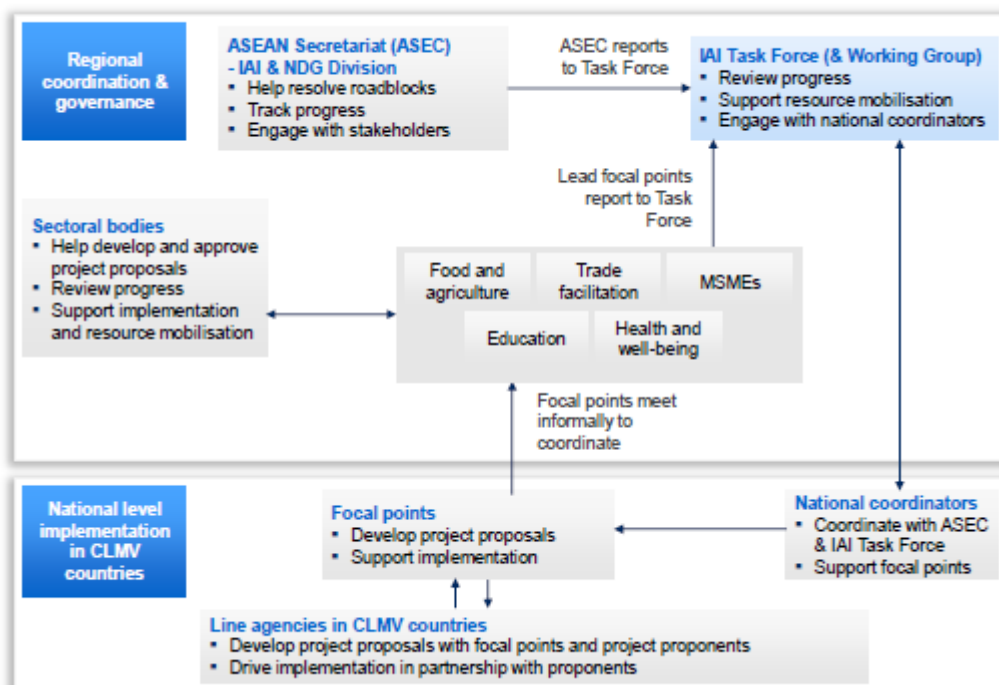 Regional
coordination &
governance
ASEAN Secretariat (ASEC)
- IAI & NDG Division
▪ Help resolve roadblocks
▪ Track progress
▪ Engage with stakeholders
ASEC reports
to Task Force
IAI Task Force (& Working Group)
▪ Review progress
▪ Support resource mobilisation
▪ Engage with national coordinators
Lead focal points
report to Task
Force
Sectoral bodies
▪ Help develop and approve
project proposals
▪ Review progress
▪ Support implementation
and resource mobilisation
Food and
agriculture
Trade
facilitation
MSMEs
Education
Health and
well-being
Focal points meet
informally to
coordinate
National level
implementation
in CLMV
countries
Focal points
▪ Develop project proposals
▪ Support implementation
National coordinators
▪ Coordinate with ASEC
& IAI Task Force
▪ Support focal points
Line agencies in CLMV countries
▪ Develop project proposals with focal points and project proponents
▪ Drive implementation in partnership with proponents